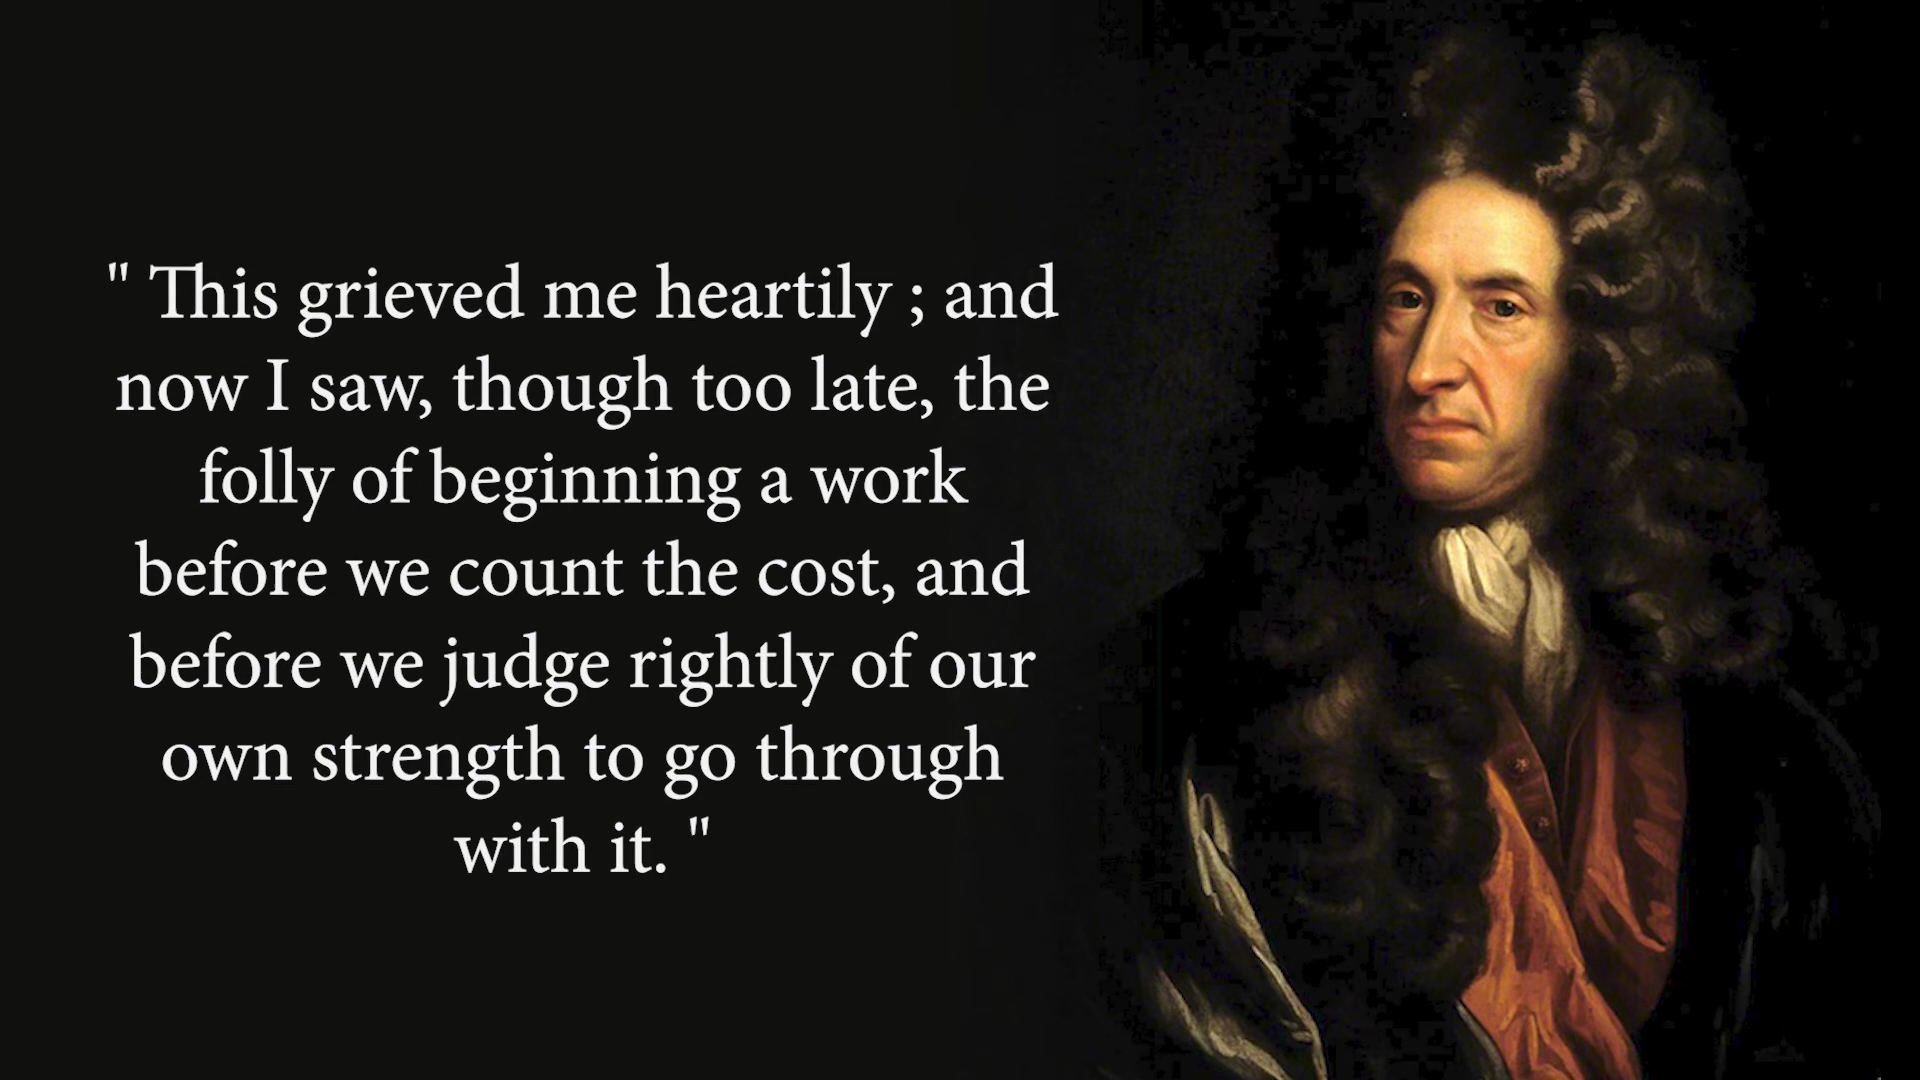 " This grieved me heartily ; and
now I saw, though too late, the
folly of beginning a work
before we count the cost, and
before we judge rightly of our
own strength to go through
with it. "